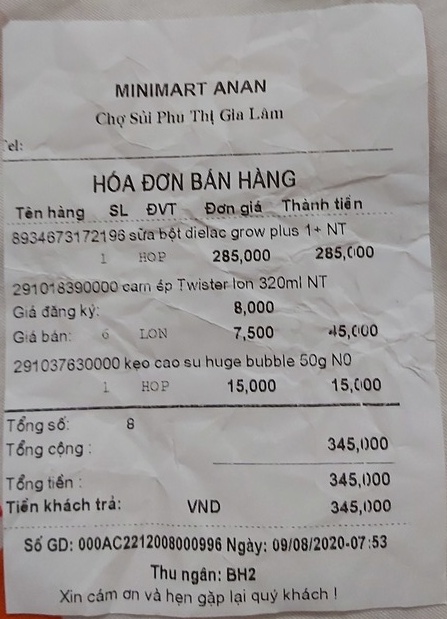 MINIMART ANAN
Chợ Sủi Phu Thị Gia Lâm
Tel:
HÓA ĐƠN BÁN HÀNG
Tên hàng SL ĐVT Đơn giá Thành tiền
8934673172196 sữa bột dielac grow plus 1+ NT
1 HOP 285,000 285,000
291018390000 cam ép Twister lon 320ml NT
Giá đăng ký: 8,000
Giá bán: 6 LON 7,500 45,000
291037630000 kẹo cao su huge bubble 50g N0
1 HOP 15,000 15,000
Tổng số: 8
Tổng cộng : 345,000
Tổng tiền : 345,000
Tiền khách trả: VND 345,000
Số GD: 000AC2212008000996 Ngày: 09/08/2020-07:53
Thu ngân: BH2
Xin cảm ơn và hẹn gặp lại quý khách !